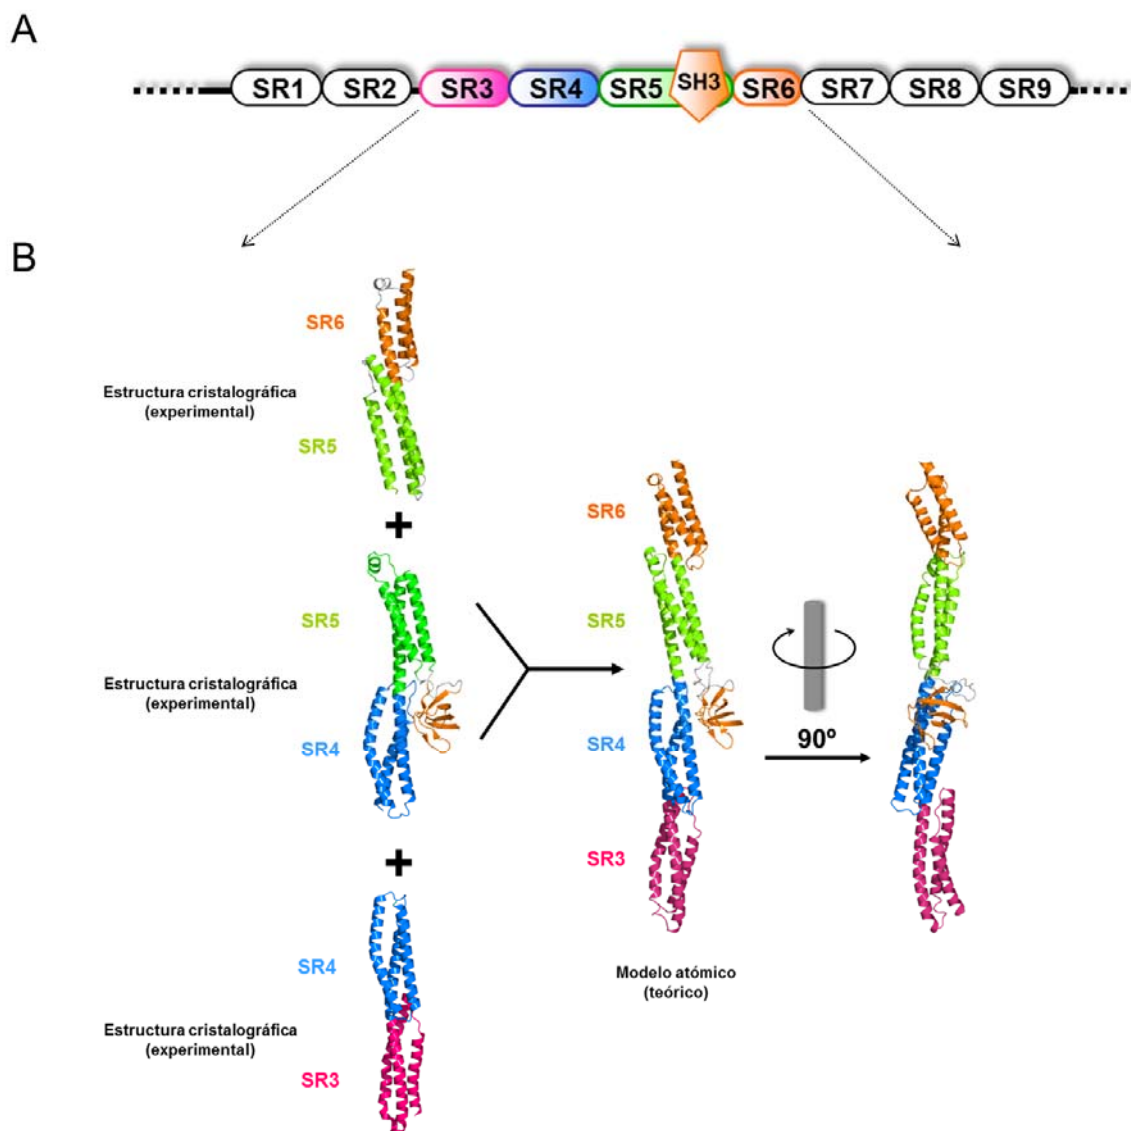 A
SR1 SR2 SR3 SR4 SR5 SH3 SR6 SR7 SR8 SR9
B
SR6
Estructura cristalográfica
(experimental)
SR5
+
SR5
Estructura cristalográfica
(experimental)
SR4
+
SR4
Estructura cristalográfica
(experimental)
SR3
SR6
SR5
SR4
SR3
Modelo atómico
(teórico)
90º